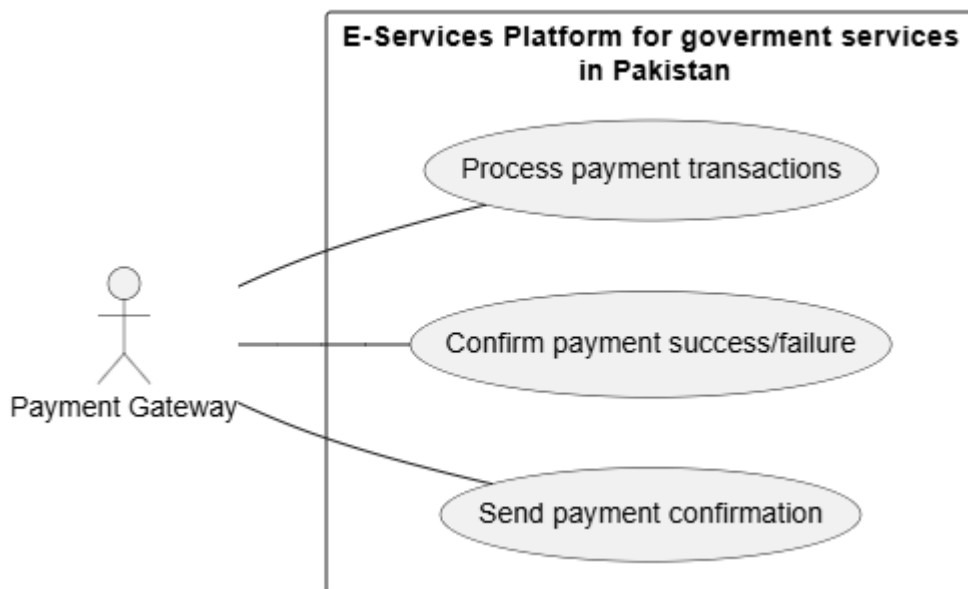 E-Services Platform for goverment services
in Pakistan
Process payment transactions
Confirm payment success/failure
Payment Gateway
Send payment confirmation